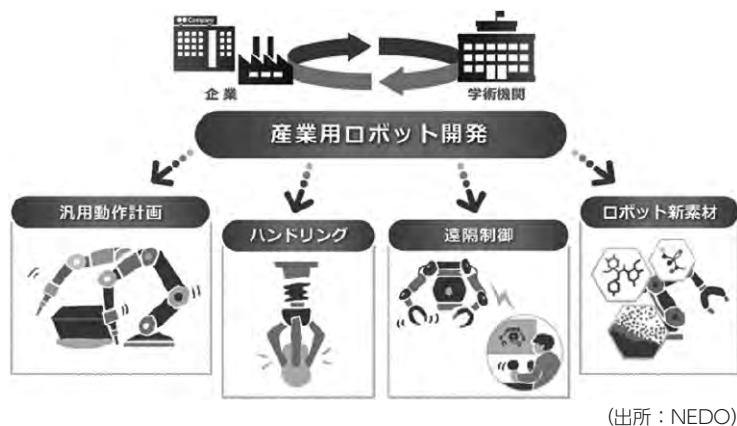 ●●Company
企業
学術機関
産業用ロボット開発
汎用動作計画
ハンドリング
遠隔制御
ロボット新素材
(出所：NEDO)